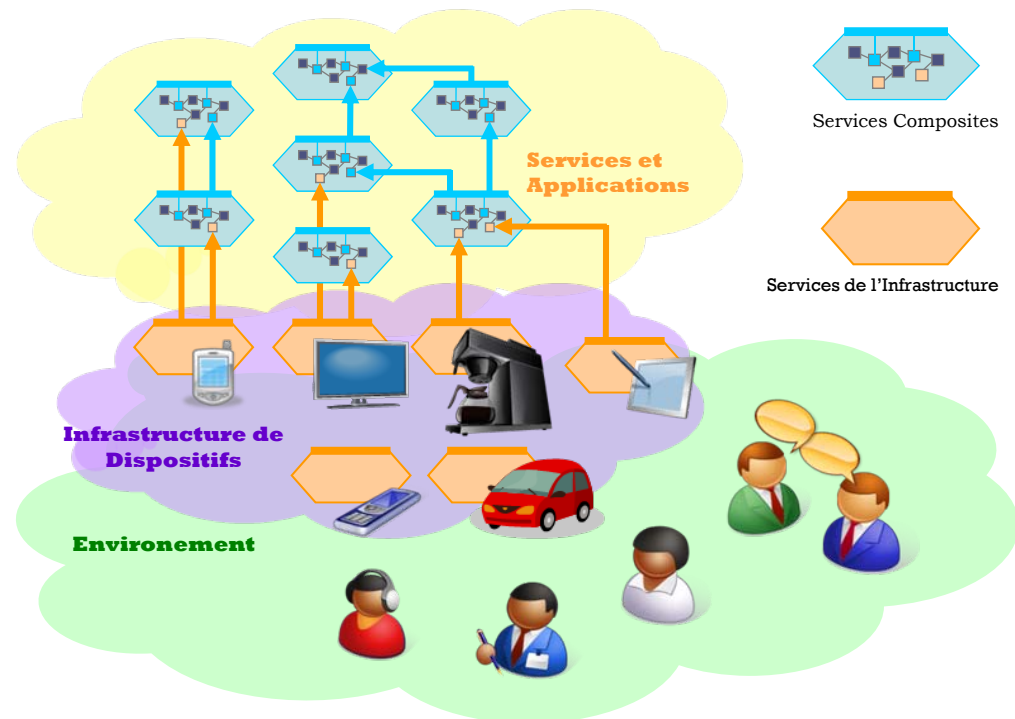 Services Composites
Services et
Applications
Services de l'Infrastructure
Infrastructure de
Dispositifs
Environement